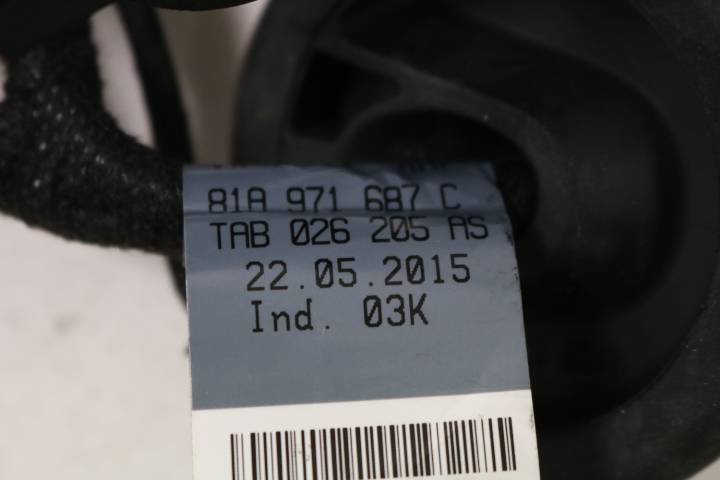 81A 971 687 C
TAB 026 205 AS
22.05.2015
Ind. 03K